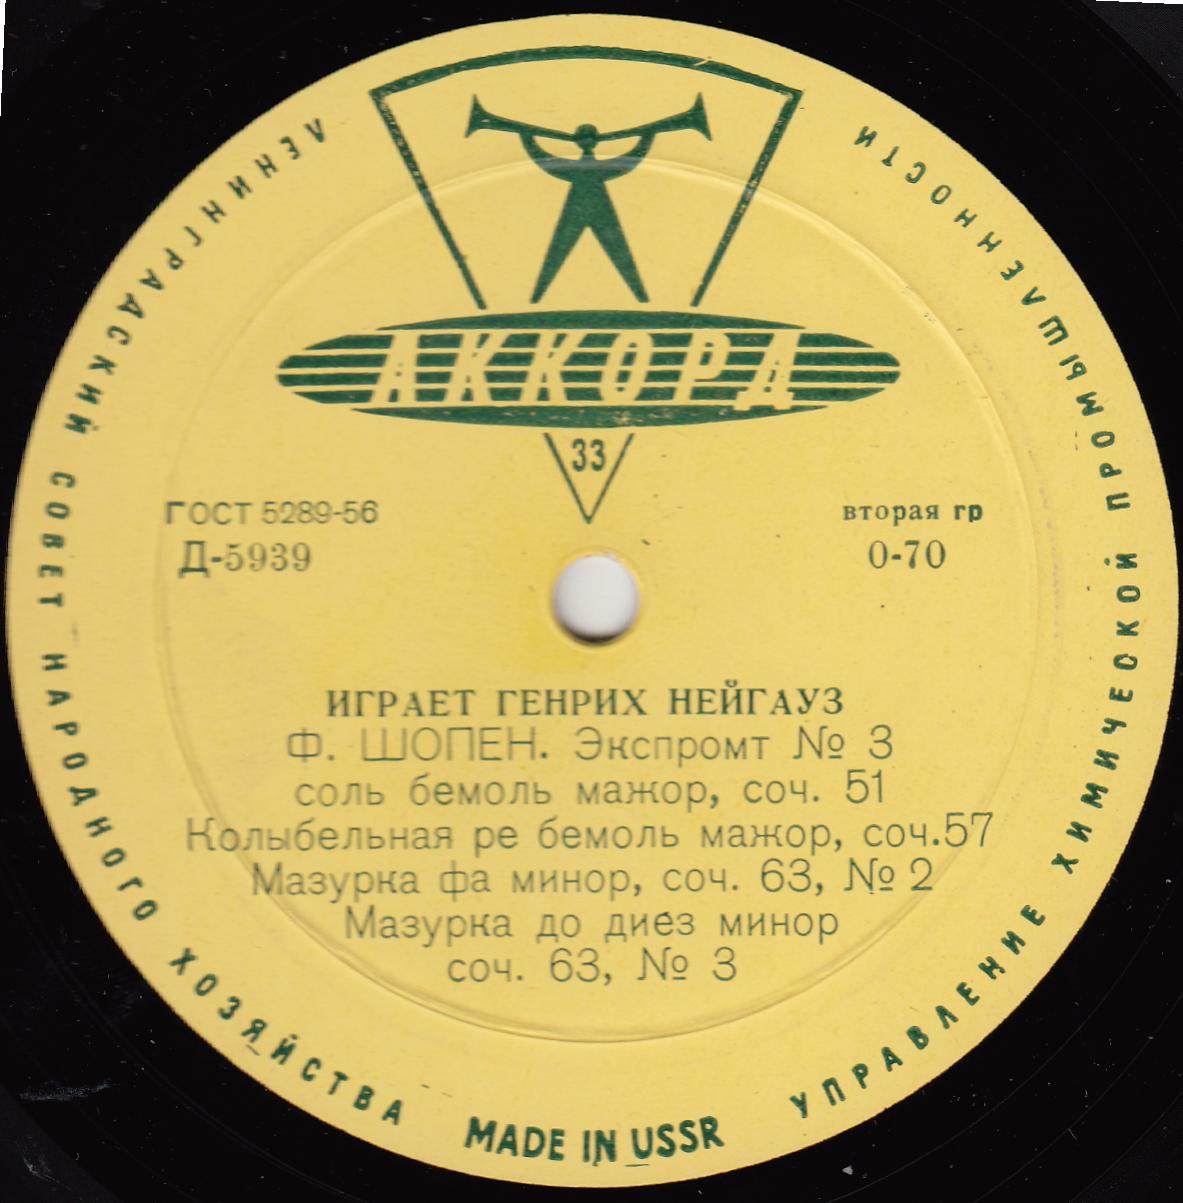 ЛЕНИНГРАДСКИЙ СОВЕТ НАРОДНОГО ХОЗЯЙСТВА
УПРАВЛЕНИЕ ХИМИЧЕСКОЙ ПРОМЫШЛЕННОСТИ
АККОРД
33
ГОСТ 5289-56
вторая гр
Д-5939
0-70
ИГРАЕТ ГЕНРИХ НЕЙГАУЗ
Ф. ШОПЕН. Экспромт № 3
соль бемоль мажор, соч. 51
Колыбельная ре бемоль мажор, соч.57
Мазурка фа минор, соч. 63, № 2
Мазурка до диез минор
соч. 63, № 3
MADE IN USSR